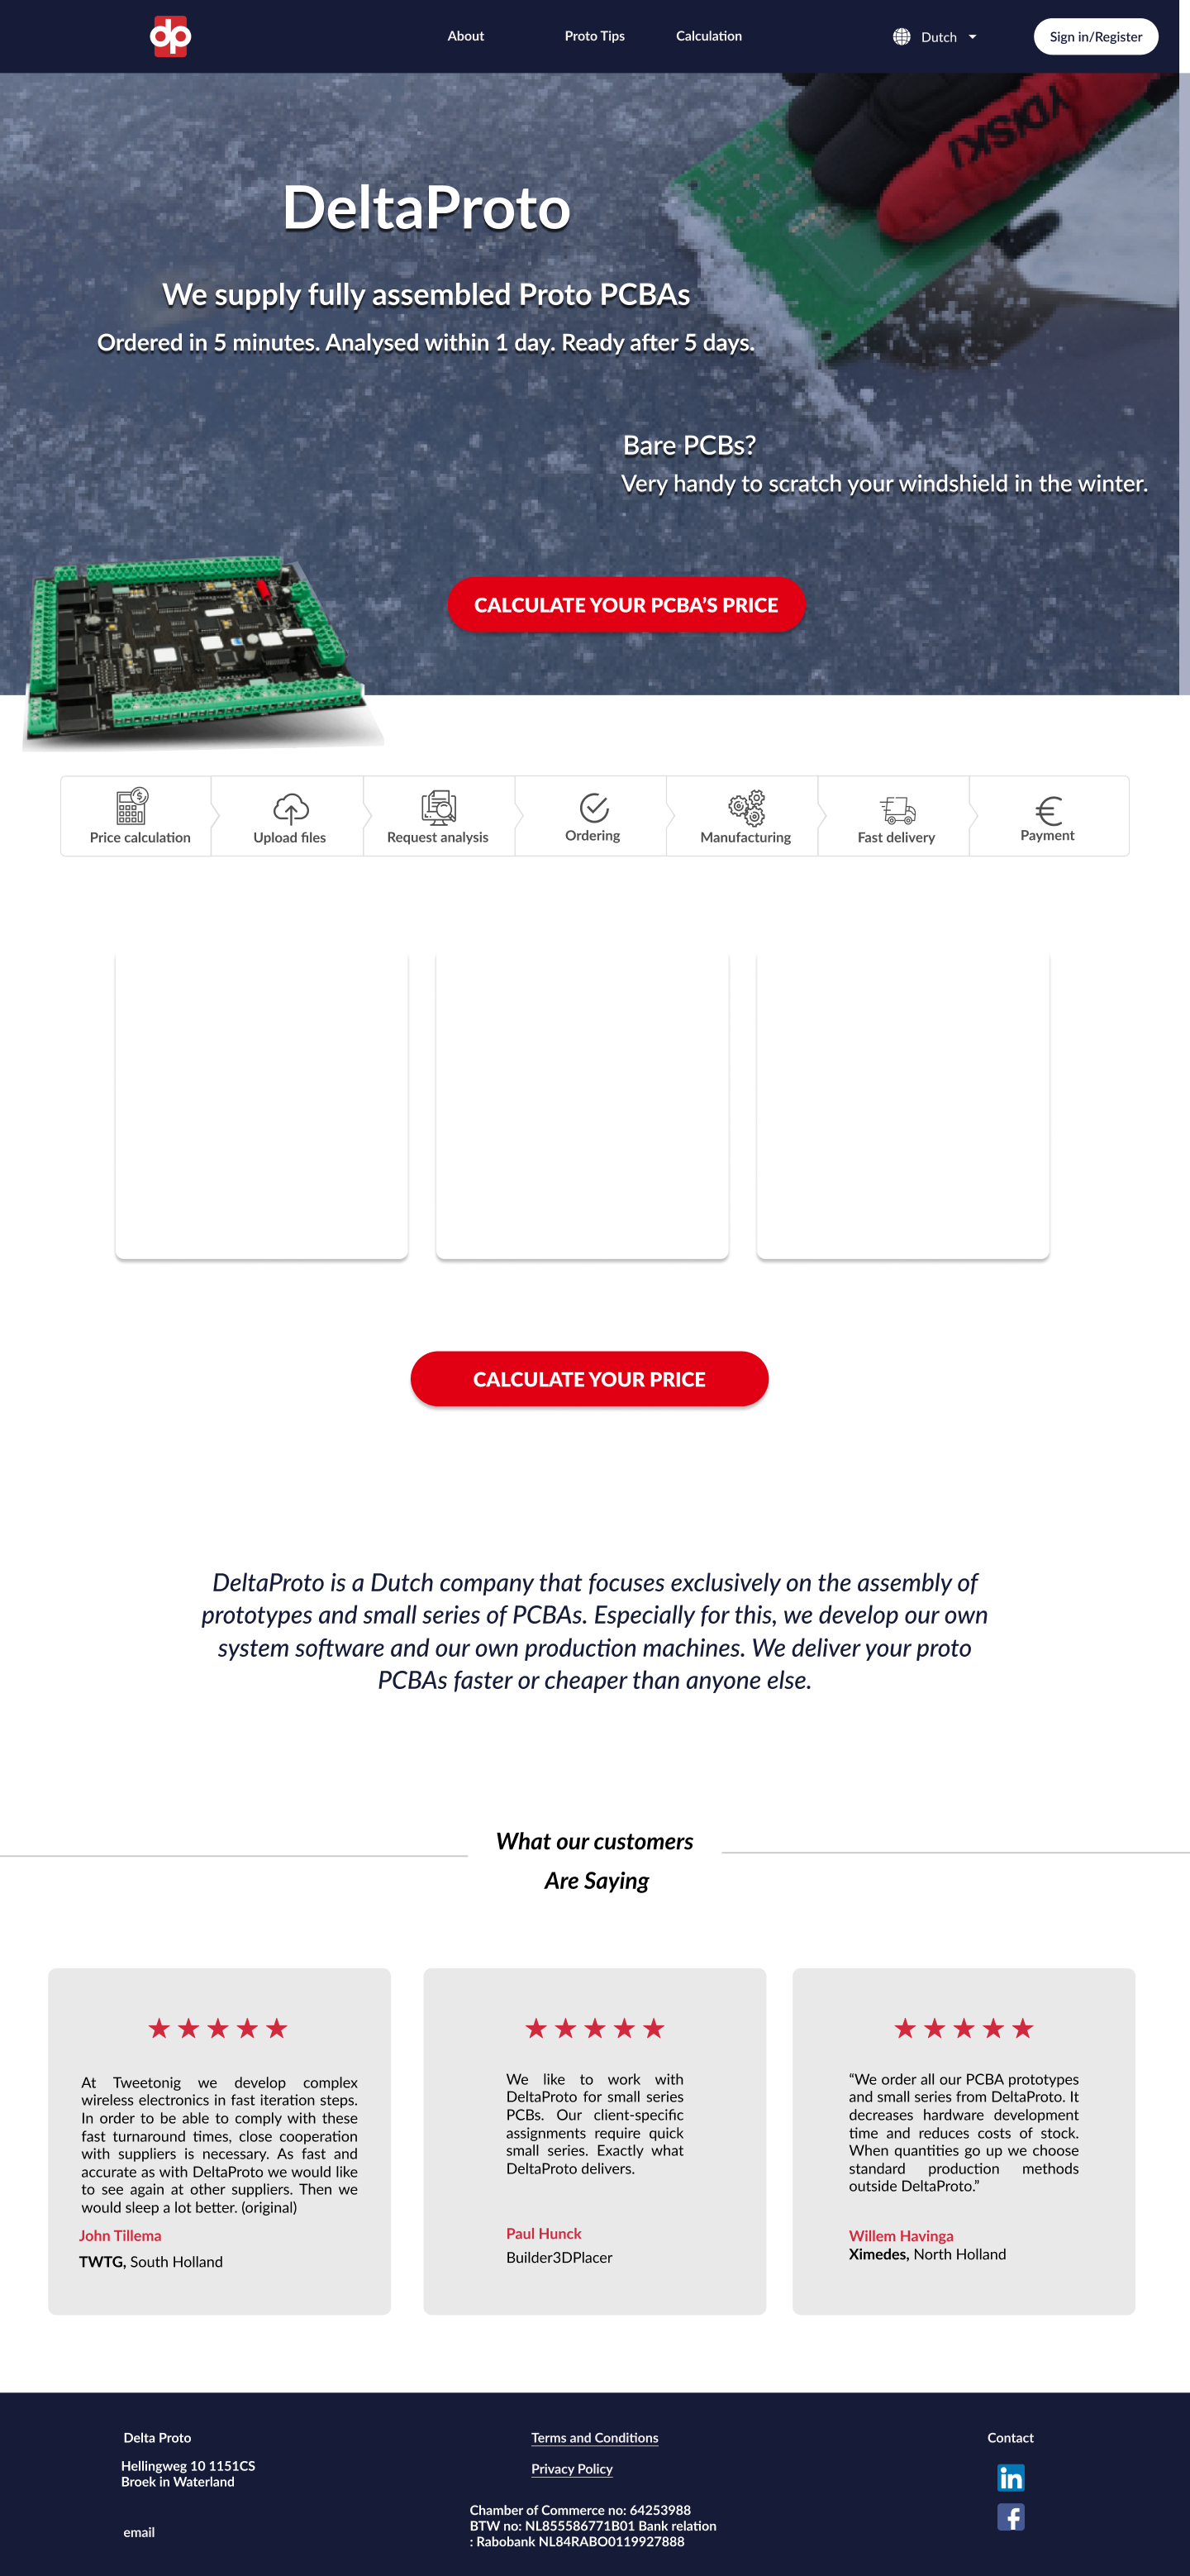 dp
About
Proto Tips
Calculation
Dutch
Sign in/Register
YDISKI
DeltaProto
We supply fully assembled Proto PCBAs
Ordered in 5 minutes. Analysed within 1 day. Ready after 5 days.
Bare PCBs?
Very handy to scratch your windshield in the winter.
CALCULATE YOUR PCBA’S PRICE
Price calculation
Upload files
Request analysis
Ordering
Manufacturing
Fast delivery
Payment
CALCULATE YOUR PRICE
DeltaProto is a Dutch company that focuses exclusively on the assembly of
prototypes and small series of PCBAs. Especially for this, we develop our own
system software and our own production machines. We deliver your proto
PCBAs faster or cheaper than anyone else.
What our customers
Are Saying
At Tweetonig we develop complex
wireless electronics in fast iteration steps.
In order to be able to comply with these
fast turnaround times, close cooperation
with suppliers is necessary. As fast and
accurate as with DeltaProto we would like
to see again at other suppliers. Then we
would sleep a lot better. (original)
John Tillema
TWTG, South Holland
We like to work with
DeltaProto for small series
PCBs. Our client-specific
assignments require quick
small series. Exactly what
DeltaProto delivers.
Paul Hunck
Builder3DPlacer
“We order all our PCBA prototypes
and small series from DeltaProto. It
decreases hardware development
time and reduces costs of stock.
When quantities go up we choose
standard production methods
outside DeltaProto.”
Willem Havinga
Ximedes, North Holland
Delta Proto
Hellingweg 10 1151CS
Broek in Waterland
email
Terms and Conditions
Privacy Policy
Chamber of Commerce no: 64253988
BTW no: NL855586771B01 Bank relation
: Rabobank NL84RABO0119927888
Contact
in
f